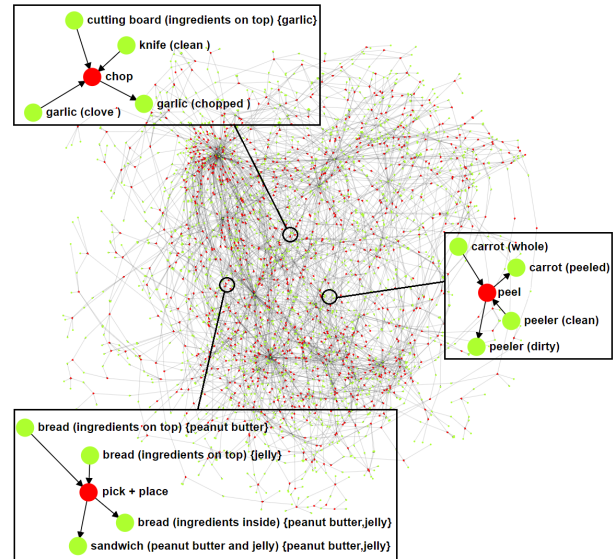 cutting board (ingredients on top) {garlic}
knife (clean )
chop
garlic (chopped )
garlic (clove )
carrot (whole)
carrot (peeled)
peel
peeler (clean)
peeler (dirty)
bread (ingredients on top) {peanut butter}
bread (ingredients on top) {jelly}
pick + place
bread (ingredients inside) {peanut butter,jelly}
sandwich (peanut butter and jelly) {peanut butter,jelly}